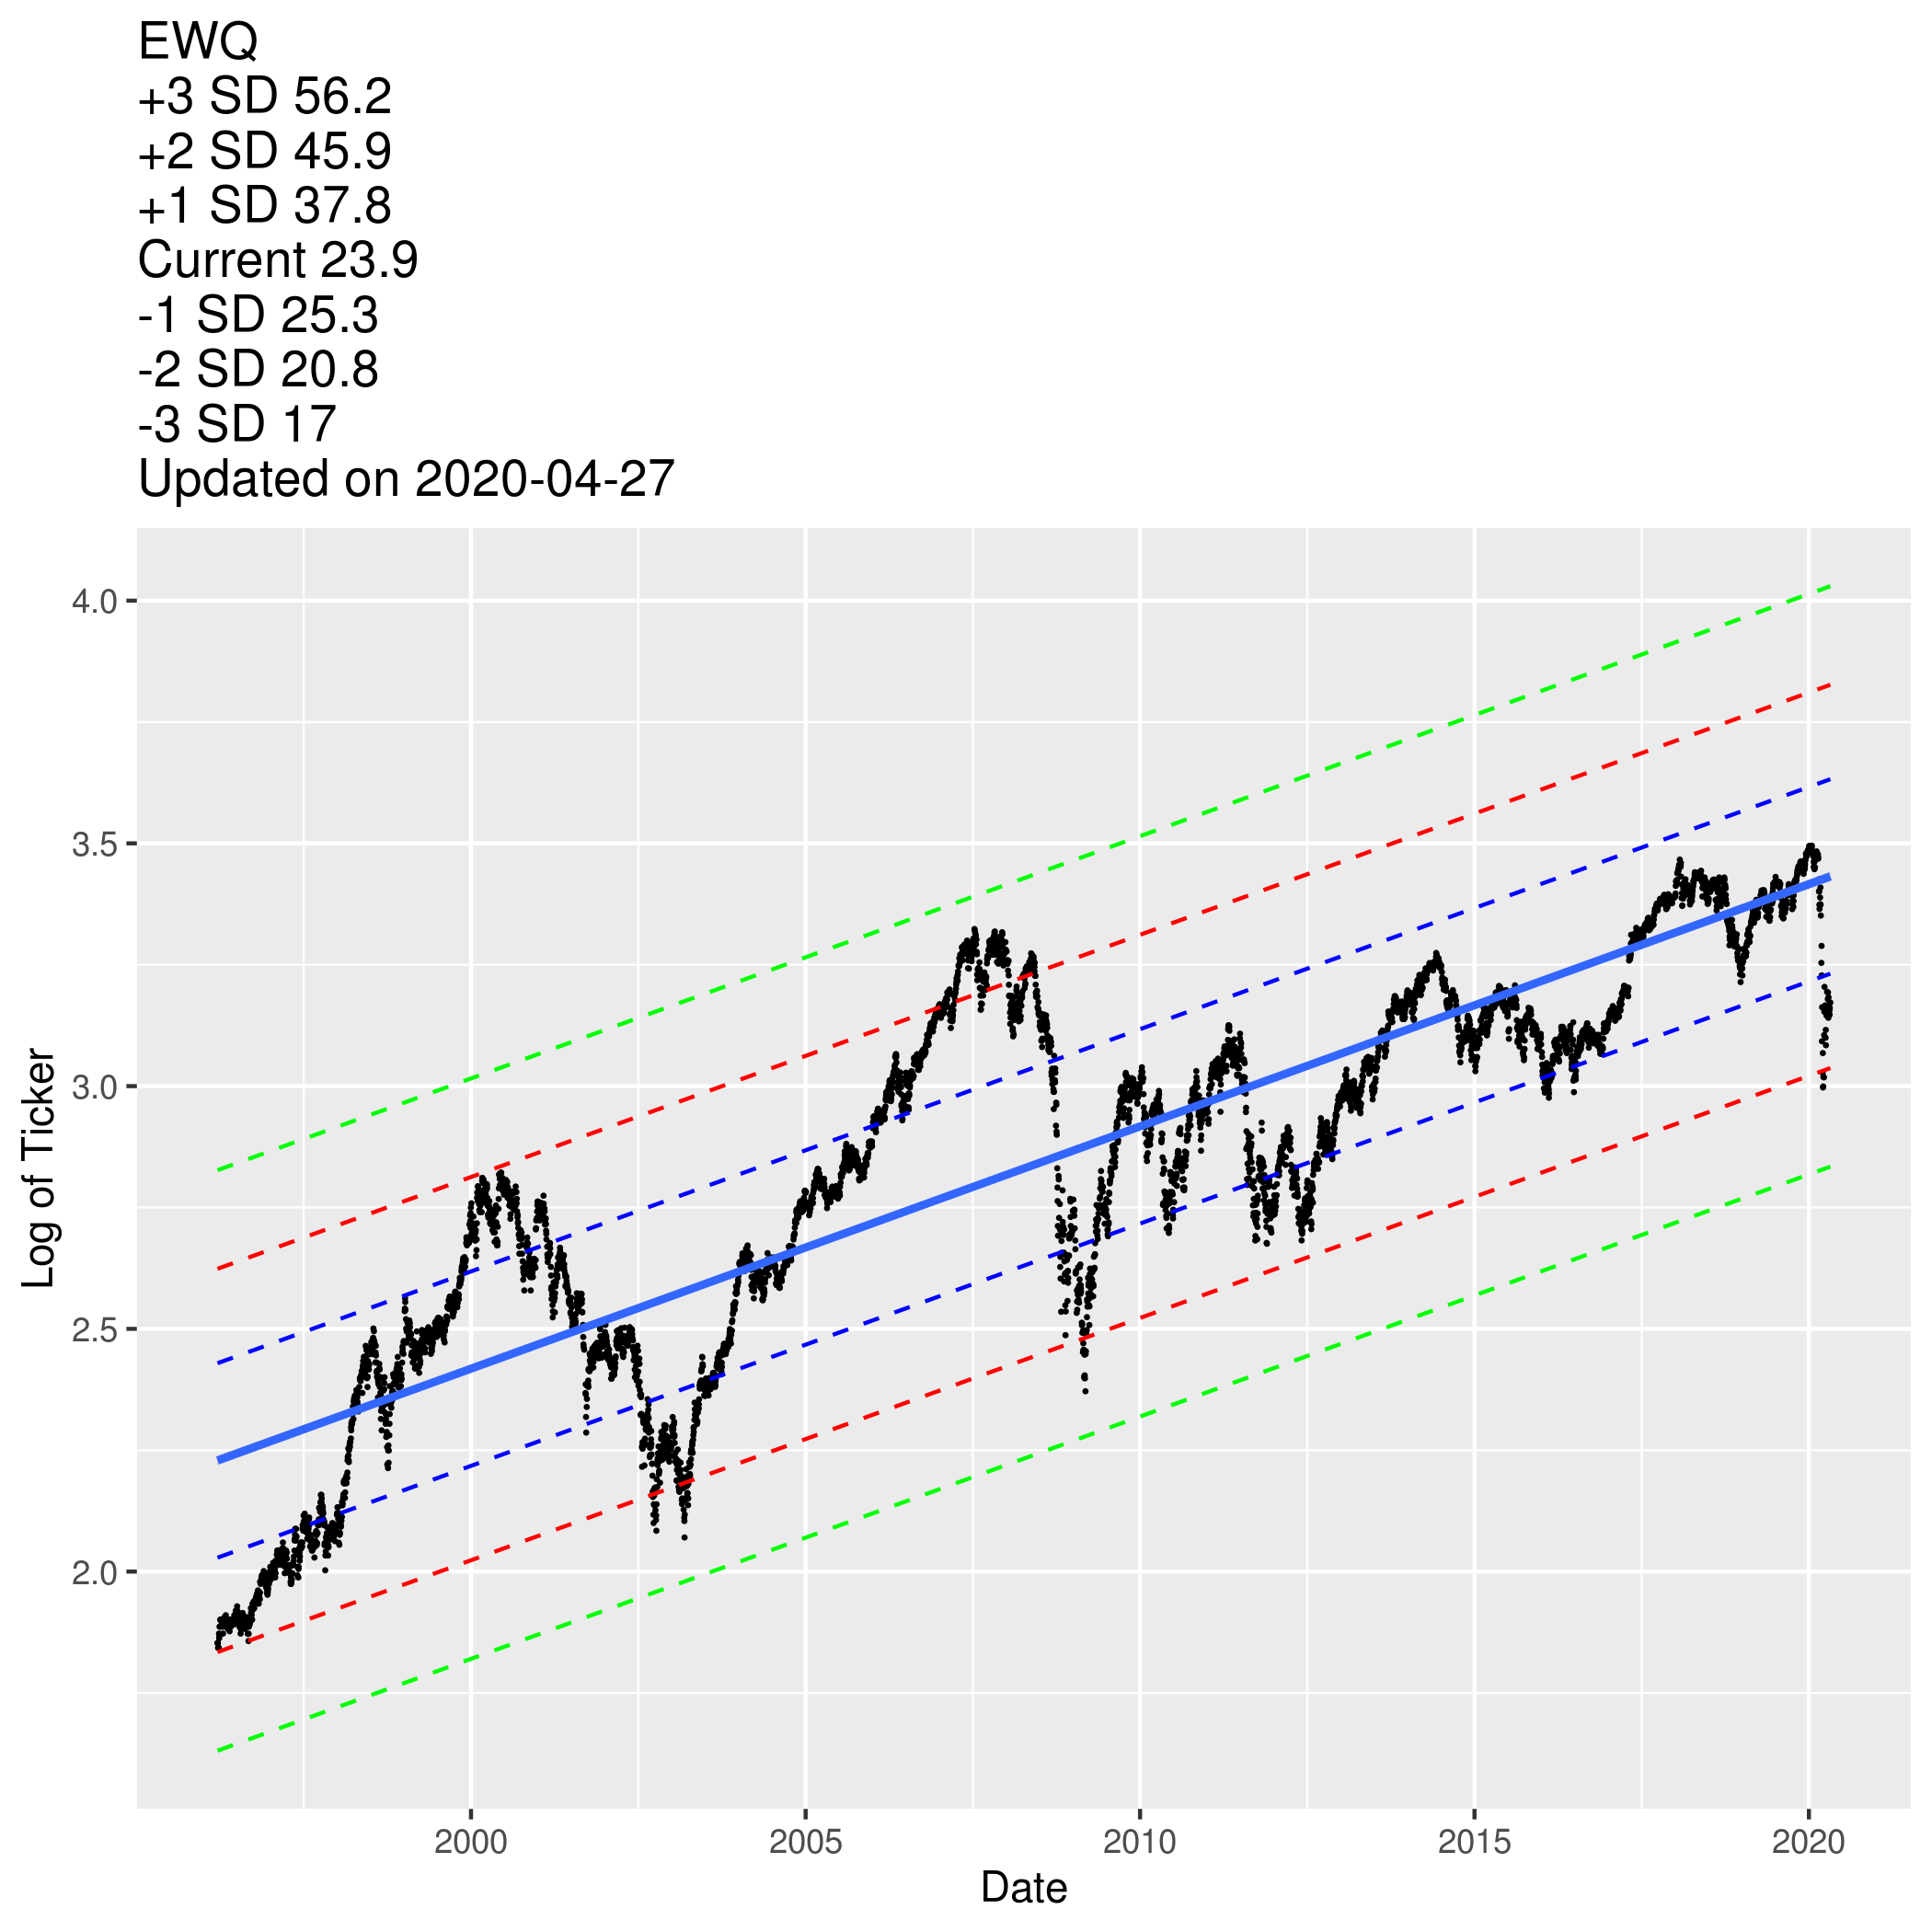 EWQ
+3 SD 56.2
+2 SD 45.9
+1 SD 37.8
Current 23.9
-1 SD 25.3
-2 SD 20.8
-3 SD 17
Updated on 2020-04-27
4.0
3.5
3.0
2.5
2.0
Log of Ticker
2000
2005
2010
2015
2020
Date